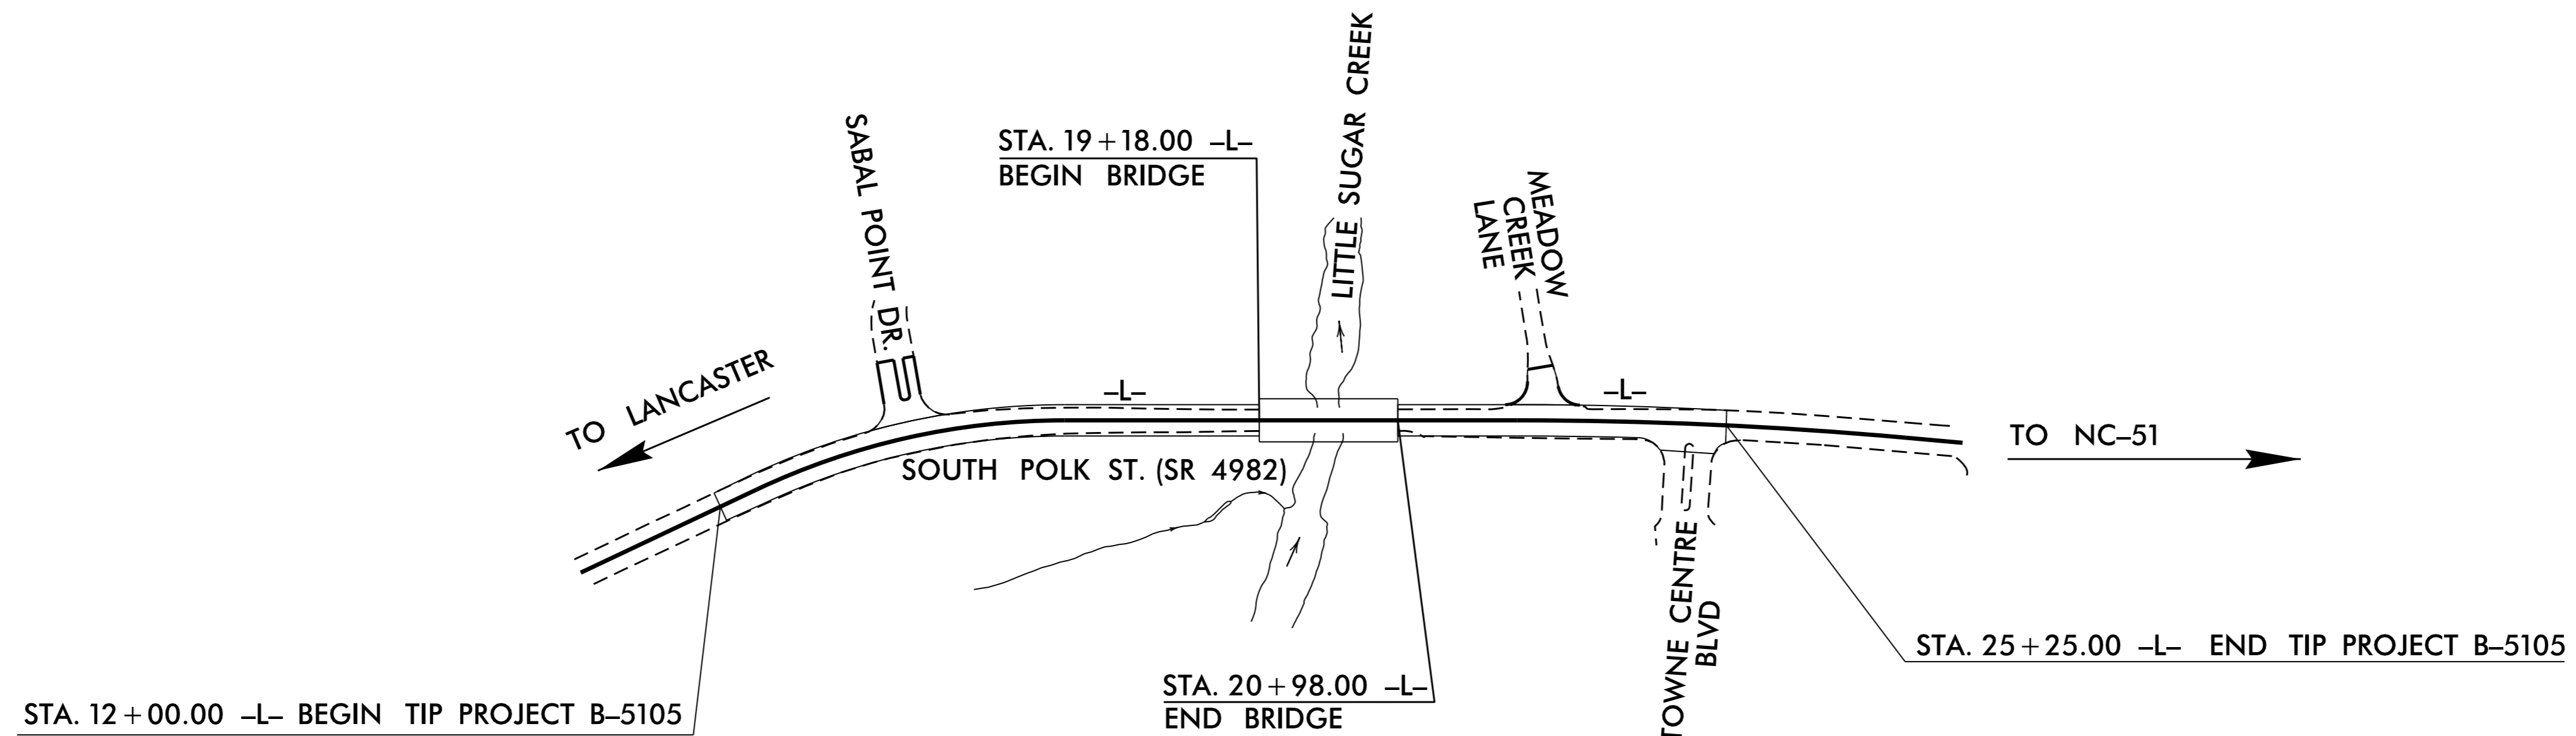 LITTLE SUGAR CREEK
SABAL POINT DR.
STA. 19+18.00 –L–
BEGIN BRIDGE
MEADOW
CREEK
LANE
TO LANCASTER
–L–
–L–
TO NC–51
SOUTH POLK ST. (SR 4982)
TOWNE CENTRE
BLVD
STA. 25+25.00 –L– END TIP PROJECT B–5105
STA. 20+98.00 –L–
END BRIDGE
STA. 12+00.00 –L– BEGIN TIP PROJECT B–5105